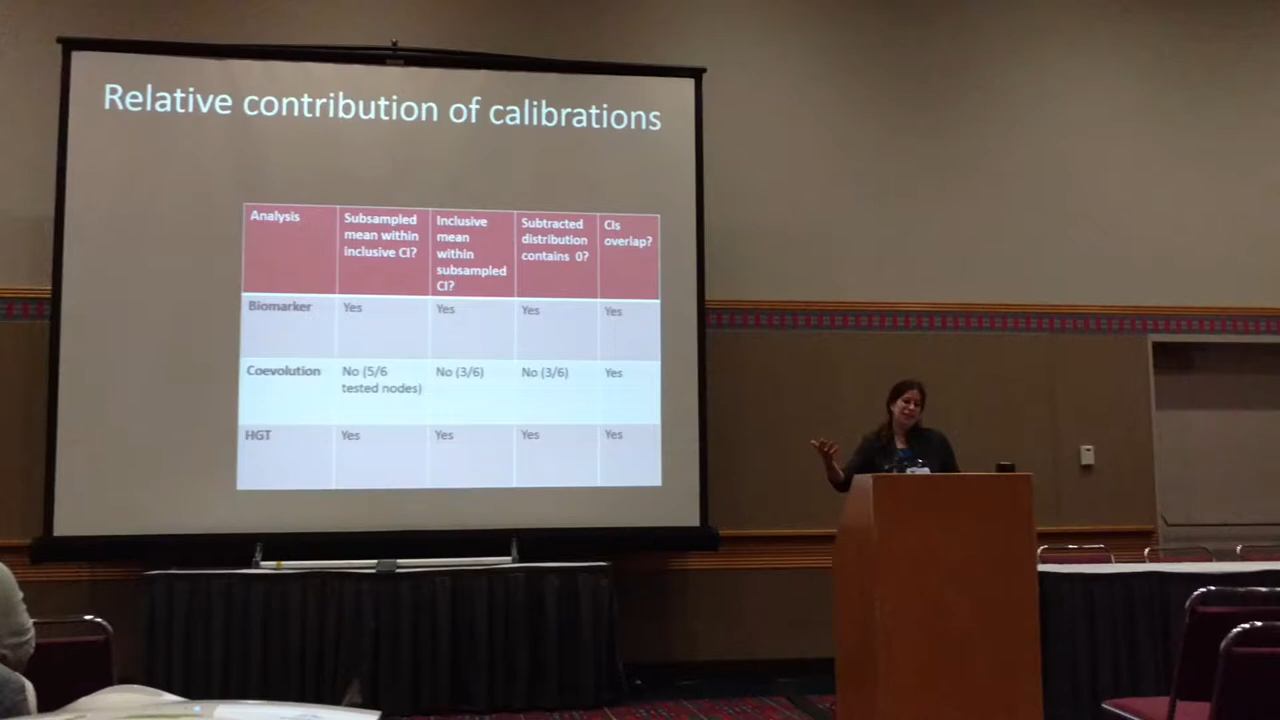 Relative contribution of calibrations
Analysis
Subsampled
mean within
inclusive CI?
Inclusive
mean
within
subsampled
CI?
Subtracted
distribution
contains 0?
CIs
overlap?
Biomarker
Yes
Yes
Yes
Yes
Coevolution
No (5/6
tested nodes)
No (3/6)
No (3/6)
Yes
HGT
Yes
Yes
Yes
Yes